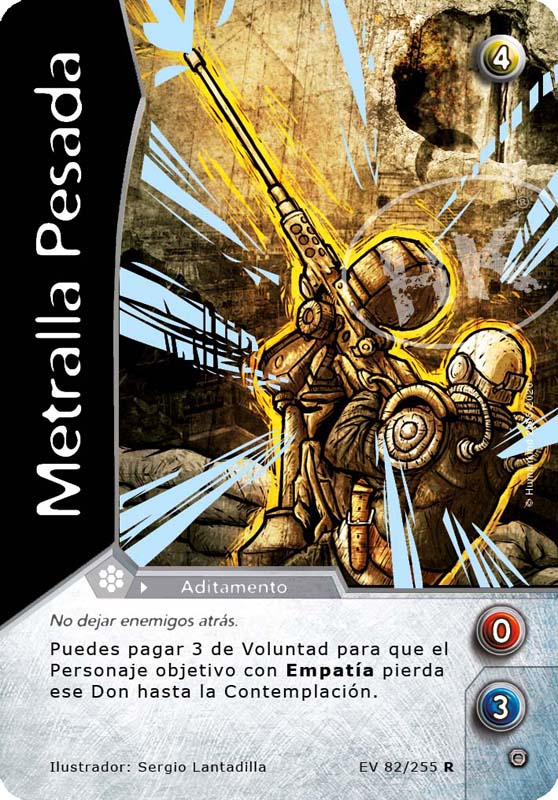 Metralla Pesada
4
HK®
Aditamento
No dejar enemigos atrás.
Puedes pagar 3 de Voluntad para que el
Personaje objetivo con Empatía pierda
ese Don hasta la Contemplación.
0
3
Ilustrador: Sergio Lantadilla
EV 82/255 R